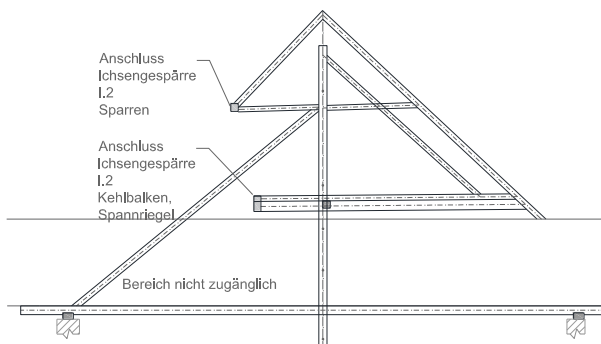 Anschluss
Ichsengespärre
I.2
Sparren
Anschluss
Ichsengespärre
I.2
Kehlbalken,
Spannriegel
Bereich nicht zugänglich